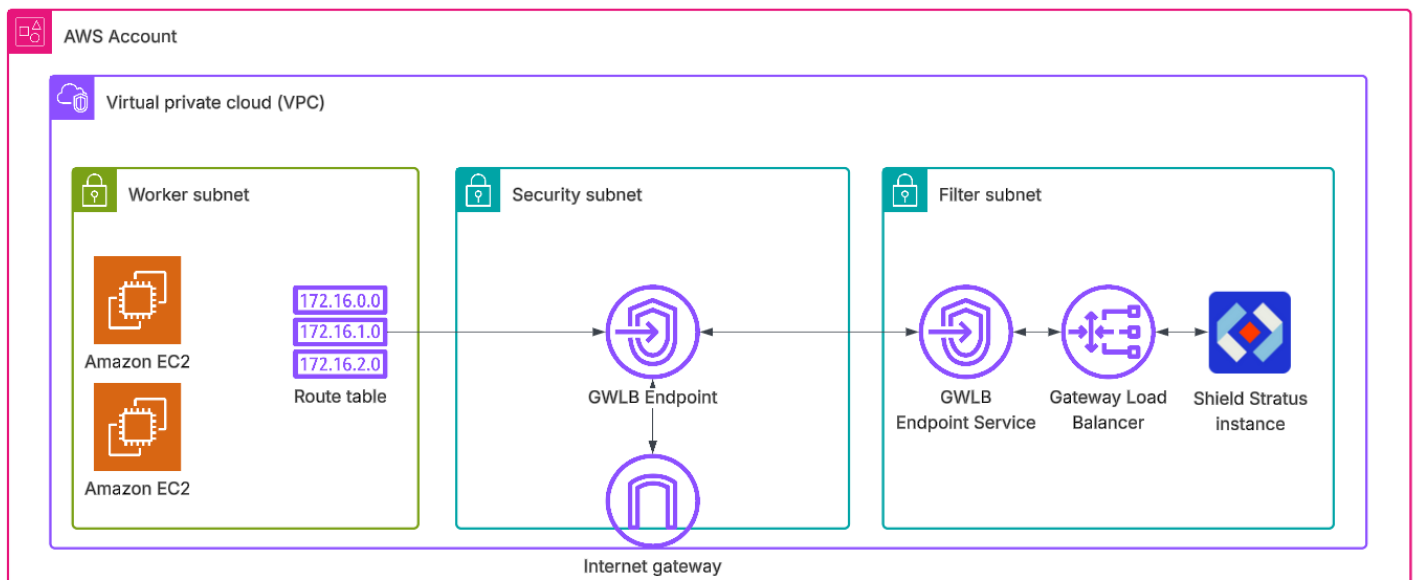 AWS Account
Virtual private cloud (VPC)
Worker subnet
Amazon EC2
Amazon EC2
172.16.0.0
172.16.1.0
172.16.2.0
Route table
Security subnet
GWLB Endpoint
Internet gateway
Filter subnet
GWLB
Endpoint Service
Gateway Load
Balancer
Shield Stratus
instance